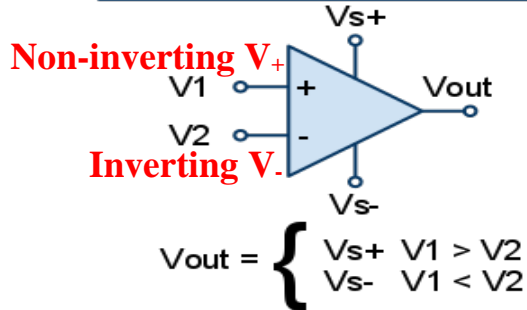 Vs+
Non-inverting V+
V1
+
Vout
V2
-
Inverting V-
Vs-
Vout = { Vs+ V1 > V2
Vs- V1 < V2